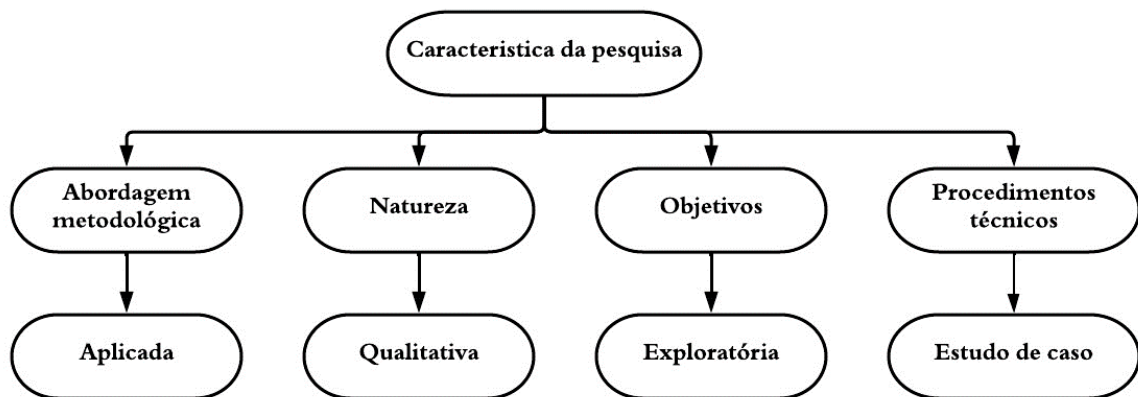 Caracteristica da pesquisa
Abordagem
metodológica
Natureza
Objetivos
Procedimentos
técnicos
Aplicada
Qualitativa
Exploratória
Estudo de caso